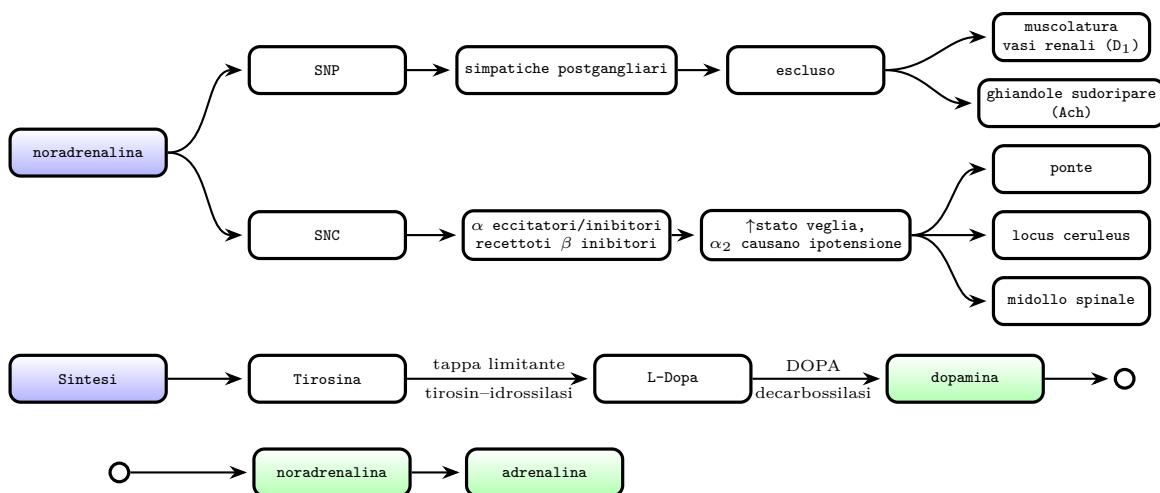 muscolatura
vasi renali (D₁)
SNP
simpatiche postgangliari
escluso
ghiandole sudoripare
(Ach)
noradrenalina
ponte
SNC
α eccitatori/inibitori
recettoti β inibitori
↑stato veglia,
α₂ causano ipotensione
locus ceruleus
midollo spinale
Sintesi
Tirosina
tappa limitante
tirosin–idrossilasi
L-Dopa
DOPA
decarbossilasi
dopamina
noradrenalina
adrenalina